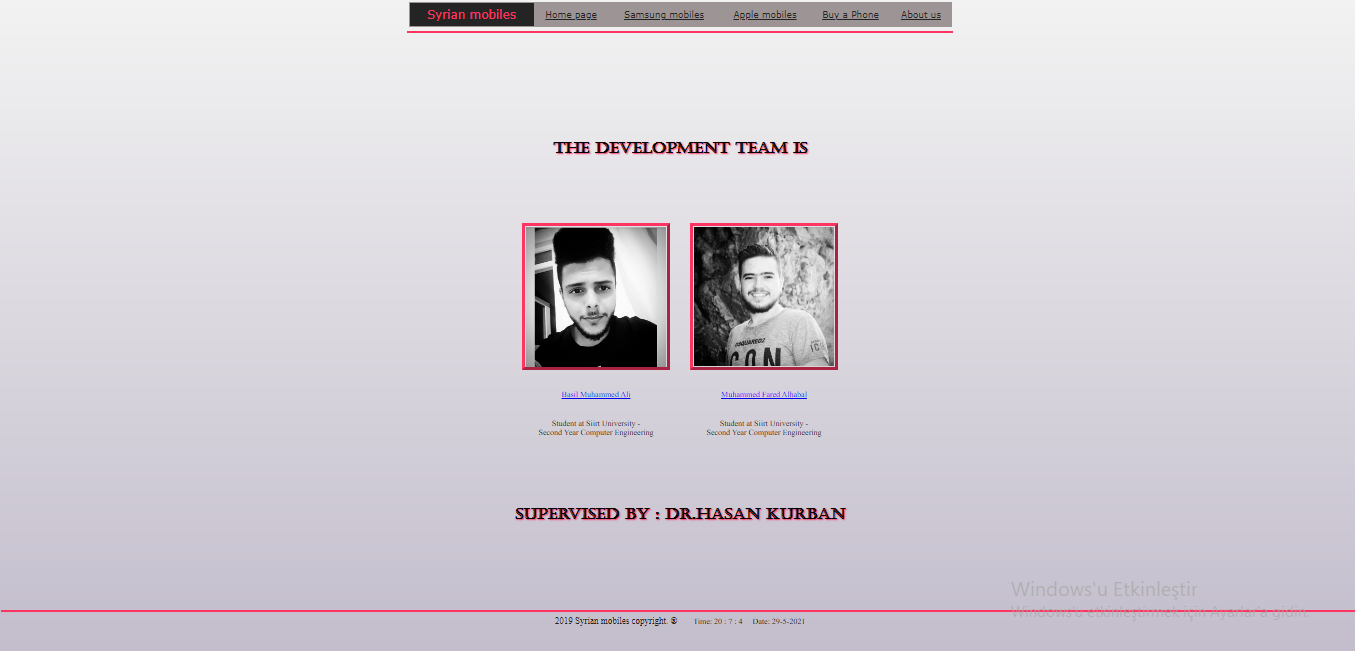 Syrian mobiles Home page Samsung mobiles Apple mobiles Buy a Phone About us
THE DEVELOPMENT TEAM IS
DSQUARED2
ICON
Basil Muhammed Ali
Student at Siirt University -
Second Year Computer Engineering
Muhammed Fared Alhabal
Student at Siirt University -
Second Year Computer Engineering
SUPERVISED BY : DR.HASAN KURBAN
Windows'u Etkinleştir
Windows'u etkinleştirmek için Ayarlar'a gidin.
2019 Syrian mobiles copyright. ® Time: 20 : 7 : 4 Date: 29-5-2021